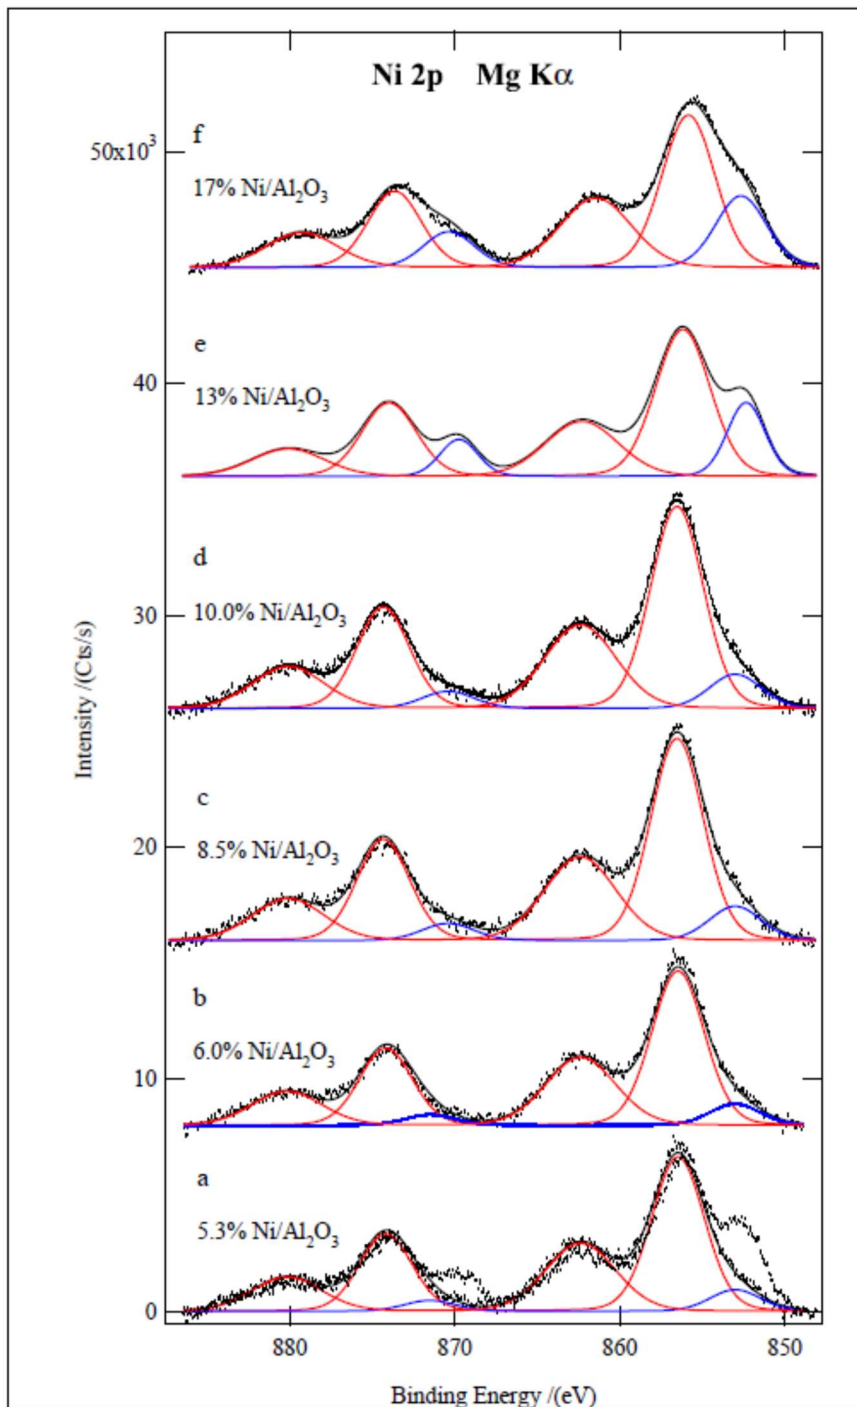 Ni 2p Mg Kα
f
50x10³
17% Ni/Al₂O₃
e
40
13% Ni/Al₂O₃
d
10.0% Ni/Al₂O₃
30
c
8.5% Ni/Al₂O₃
20
b
6.0% Ni/Al₂O₃
10
a
5.3% Ni/Al₂O₃
0
Intensity /(Cts/s)
880 870 860 850
Binding Energy /(eV)